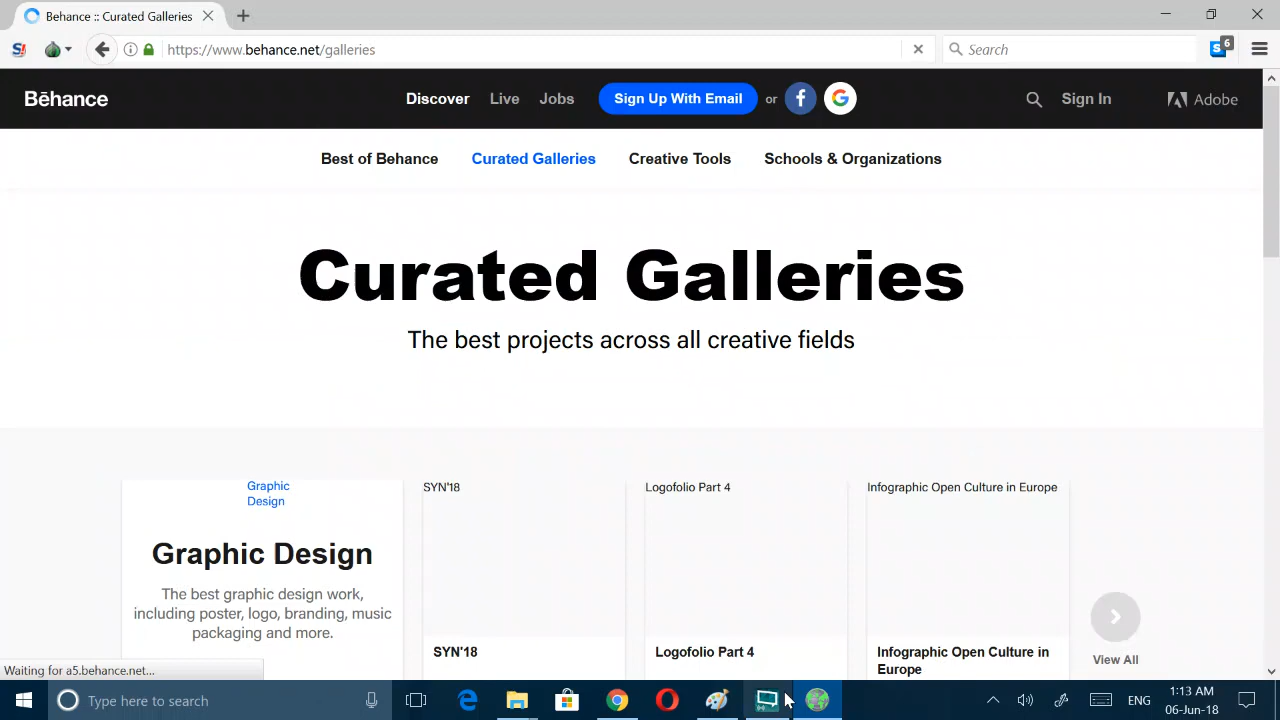 Behance :: Curated Galleries
https://www.behance.net/galleries
Search
6
Bēhance
Discover
Live
Jobs
Sign Up With Email
or
Sign In
Adobe
Best of Behance
Curated Galleries
Creative Tools
Schools & Organizations
Curated Galleries
The best projects across all creative fields
Graphic
Design
Graphic Design
The best graphic design work,
including poster, logo, branding, music
packaging and more.
SYN'18
SYN'18
Logofolio Part 4
Logofolio Part 4
Infographic Open Culture in Europe
Infographic Open Culture in
Europe
View All
Waiting for a5.behance.net...
Type here to search
ENG
1:13 AM
06-Jun-18